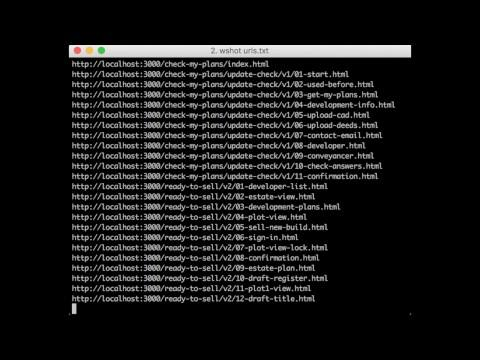 2. wshot urls.txt
http://localhost:3000/check-my-plans/index.html
http://localhost:3000/check-my-plans/update-check/v1/01-start.html
http://localhost:3000/check-my-plans/update-check/v1/02-used-before.html
http://localhost:3000/check-my-plans/update-check/v1/03-get-my-plans.html
http://localhost:3000/check-my-plans/update-check/v1/04-development-info.html
http://localhost:3000/check-my-plans/update-check/v1/05-upload-cad.html
http://localhost:3000/check-my-plans/update-check/v1/06-upload-deeds.html
http://localhost:3000/check-my-plans/update-check/v1/07-contact-email.html
http://localhost:3000/check-my-plans/update-check/v1/08-developer.html
http://localhost:3000/check-my-plans/update-check/v1/09-conveyancer.html
http://localhost:3000/check-my-plans/update-check/v1/10-check-answers.html
http://localhost:3000/check-my-plans/update-check/v1/11-confirmation.html
http://localhost:3000/ready-to-sell/v2/01-developer-list.html
http://localhost:3000/ready-to-sell/v2/02-estate-view.html
http://localhost:3000/ready-to-sell/v2/03-development-plans.html
http://localhost:3000/ready-to-sell/v2/04-plot-view.html
http://localhost:3000/ready-to-sell/v2/05-sell-new-build.html
http://localhost:3000/ready-to-sell/v2/06-sign-in.html
http://localhost:3000/ready-to-sell/v2/07-plot-view-lock.html
http://localhost:3000/ready-to-sell/v2/08-confirmation.html
http://localhost:3000/ready-to-sell/v2/09-estate-plan.html
http://localhost:3000/ready-to-sell/v2/10-draft-register.html
http://localhost:3000/ready-to-sell/v2/11-plot1-view.html
http://localhost:3000/ready-to-sell/v2/12-draft-title.html